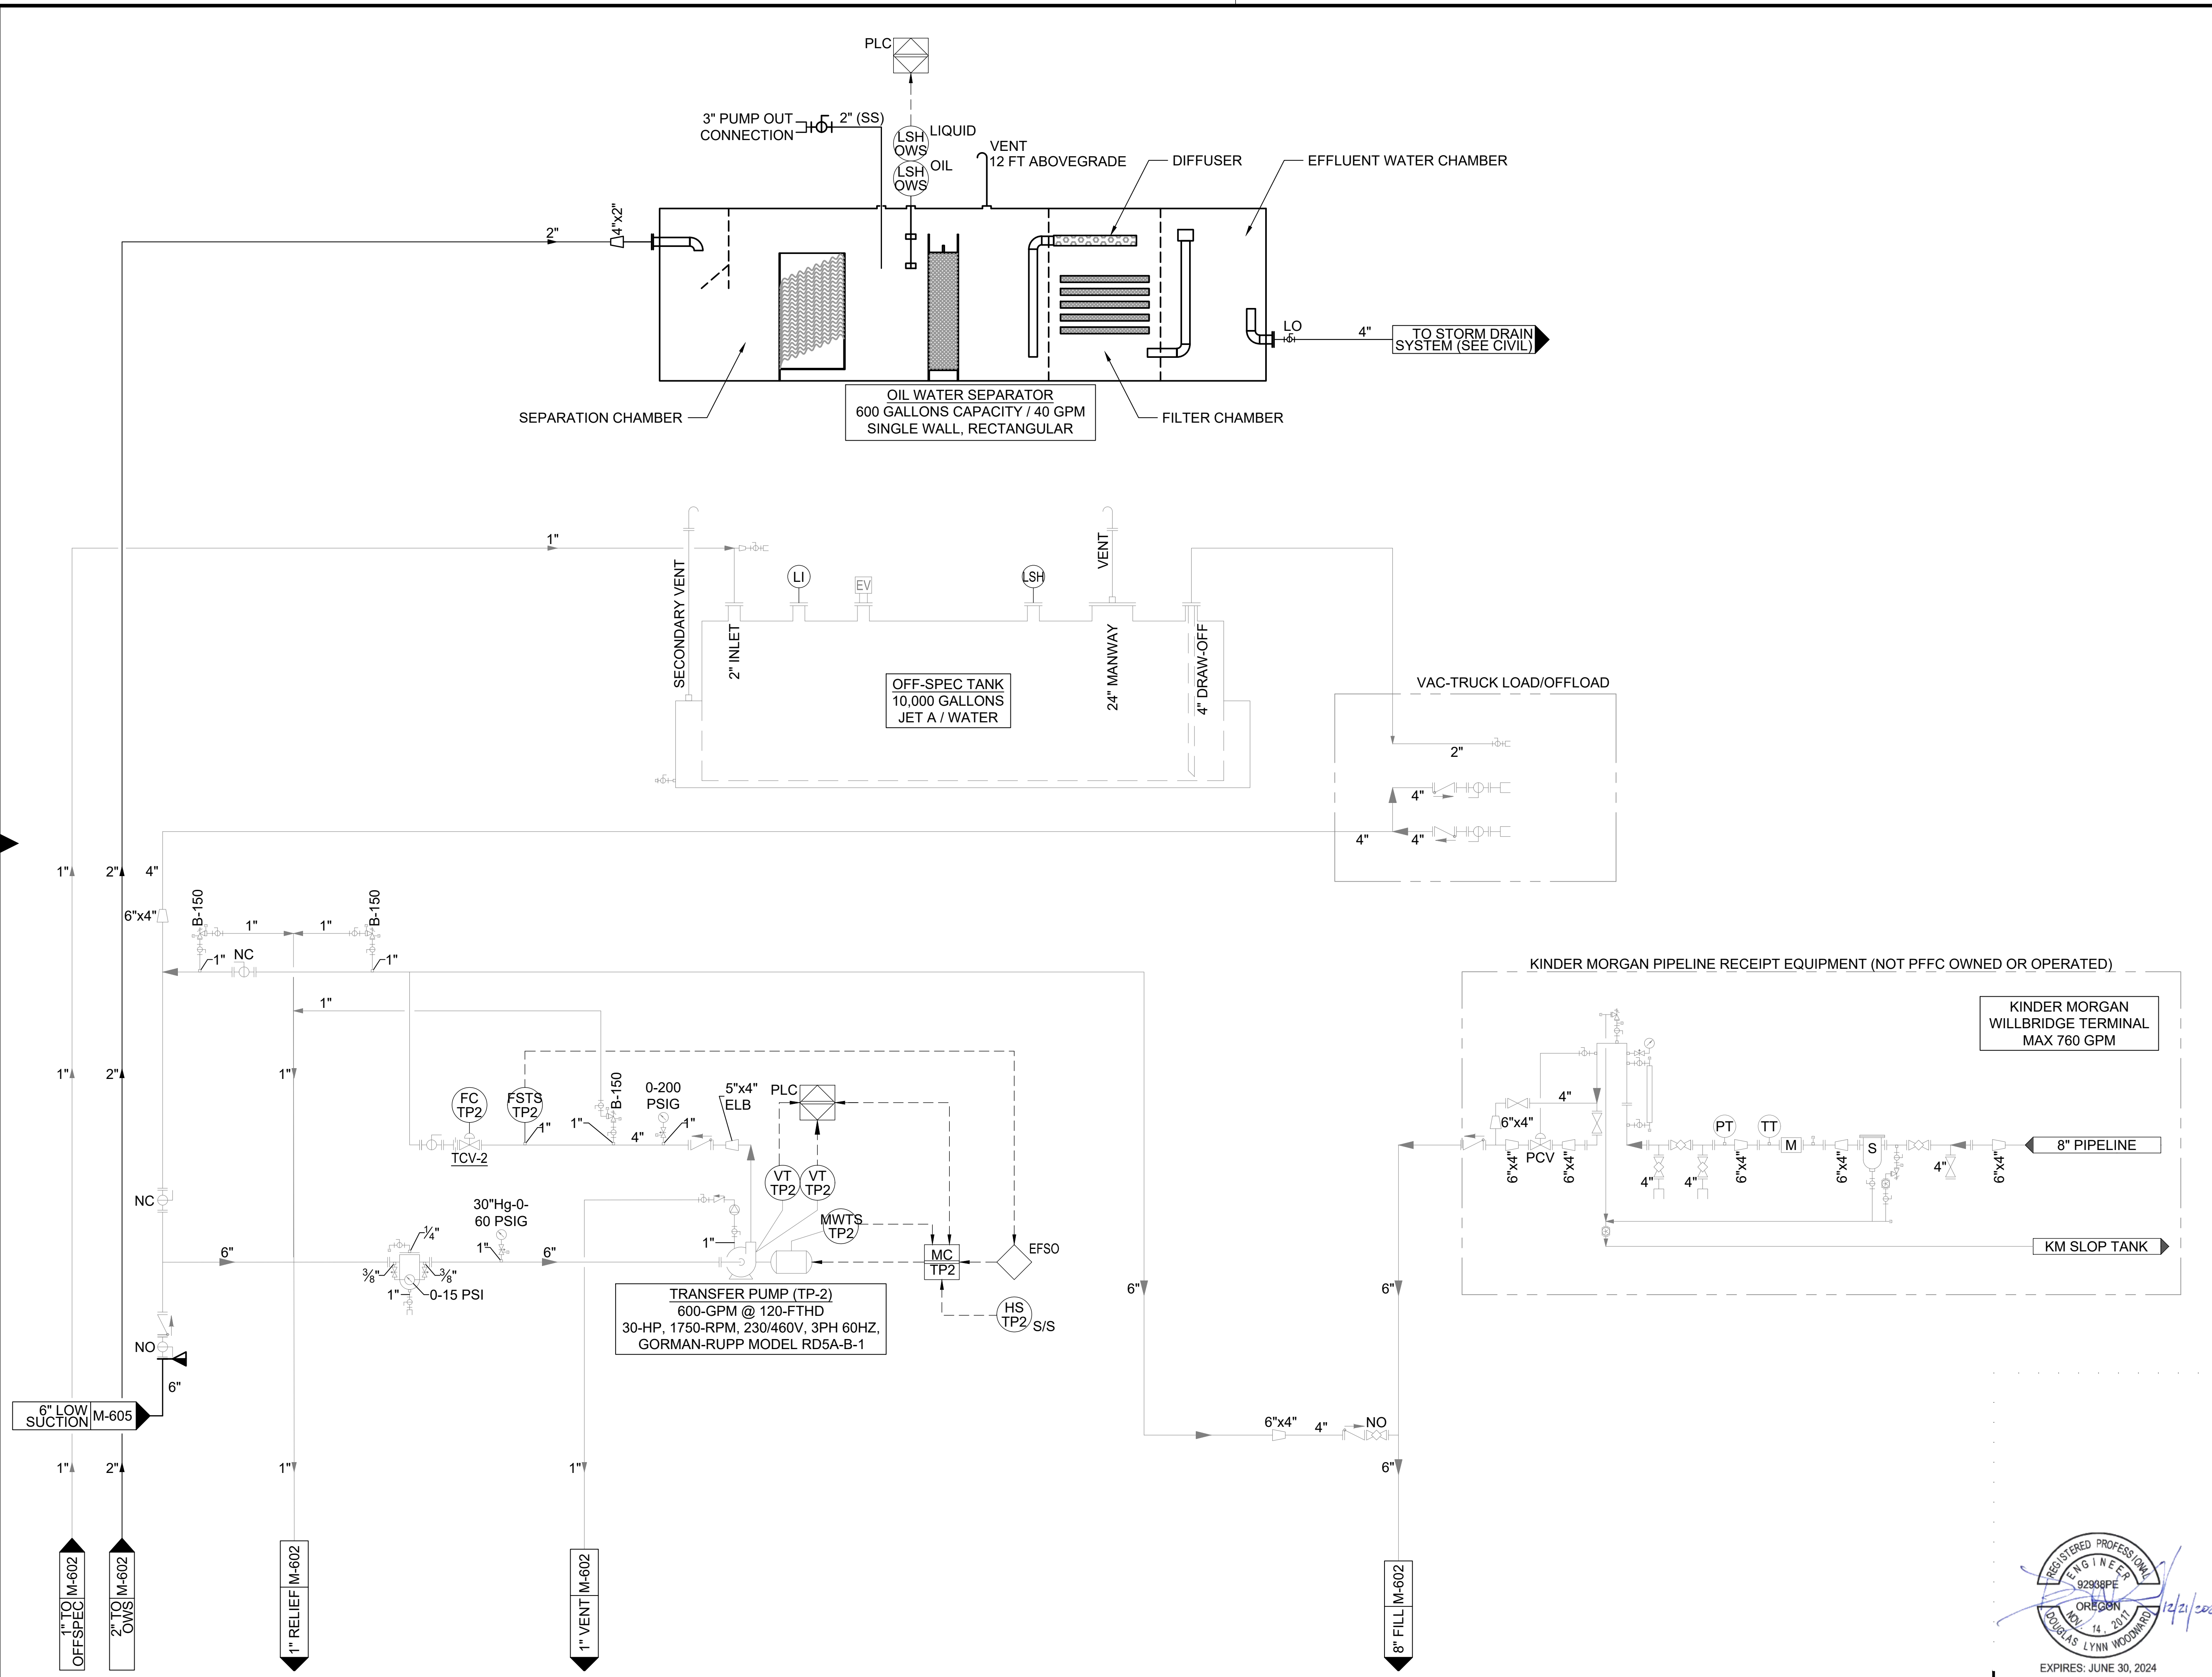 PLC
3" PUMP OUT
CONNECTION
2" (SS)
LSH
OWS
LIQUID
LSH
OWS
OIL
VENT
12 FT ABOVEGRADE
DIFFUSER
EFFLUENT WATER CHAMBER
2"
4"x2"
LO
4"
TO STORM DRAIN
SYSTEM (SEE CIVIL)
OIL WATER SEPARATOR
600 GALLONS CAPACITY / 40 GPM
SINGLE WALL, RECTANGULAR
SEPARATION CHAMBER
FILTER CHAMBER
1"
SECONDARY VENT
2" INLET
LI
EV
LSH
VENT
24" MANWAY
4" DRAW-OFF
OFF-SPEC TANK
10,000 GALLONS
JET A / WATER
VAC-TRUCK LOAD/OFFLOAD
2"
4"
4"
4"
1"
2"
4"
6"x4"
B-150
1"
1"
B-150
1"
NC
1"
1"
KINDER MORGAN PIPELINE RECEIPT EQUIPMENT (NOT PFFC OWNED OR OPERATED)
KINDER MORGAN
WILLBRIDGE TERMINAL
MAX 760 GPM
1"
2"
1"
FC
TP2
FSTS
TP2
B-150
0-200
PSIG
5"x4"
ELB
PLC
1"
1"
4"
1"
TCV-2
VT
TP2
VT
TP2
MWTS
TP2
4"
6"x4"
PCV
6"x4"
6"x4"
4"
4"
PT
6"x4"
TT
M
6"x4"
S
4"
6"x4"
8" PIPELINE
KM SLOP TANK
NC
6"
1/4"
3/8"
3/8"
1"
0-15 PSI
30"Hg-0-
60 PSIG
1"
6"
1"
MC
TP2
EFSO
HS
TP2
S/S
TRANSFER PUMP (TP-2)
600-GPM @ 120-FTHD
30-HP, 1750-RPM, 230/460V, 3PH 60HZ,
GORMAN-RUPP MODEL RD5A-B-1
6"
6"
NO
6"
6" LOW
SUCTION
M-605
6"x4"
4"
NO
1"
2"
1"
1"
6"
1" TO
OFFSPEC
M-602
2" TO
OWS
M-602
1" RELIEF
M-602
1" VENT
M-602
8" FILL
M-602
REGISTERED PROFESSIONAL
ENGINEER
92938PE
OREGON
NOV. 14, 2017
DOUGLAS LYNN WOODWARD
EXPIRES: JUNE 30, 2024